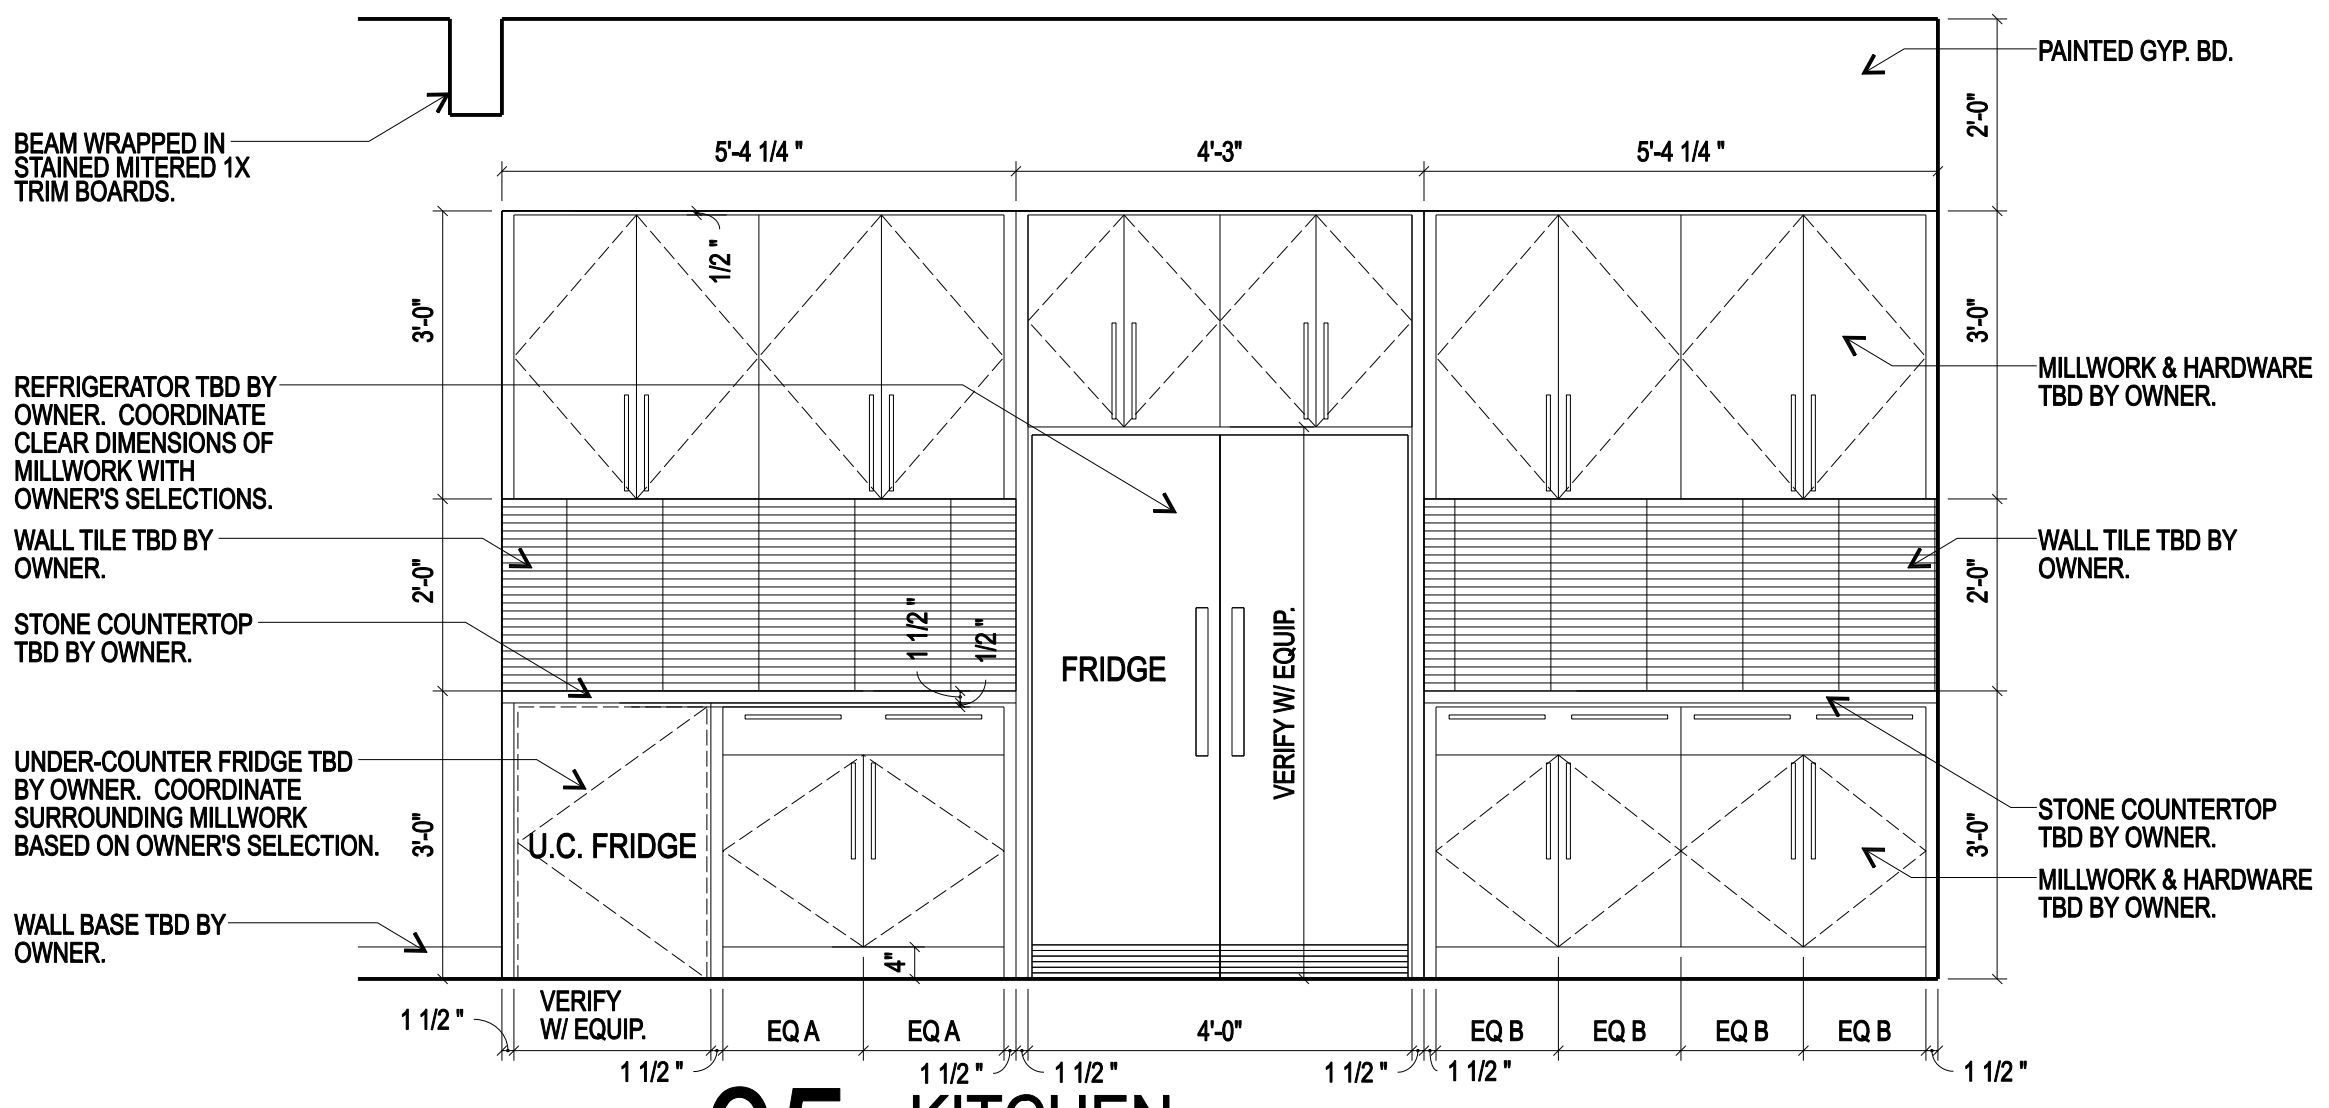 PAINTED GYP. BD.
2'-0"
BEAM WRAPPED IN
STAINED MITERED 1X
TRIM BOARDS.
5'-4 1/4 "
4'-3"
5'-4 1/4 "
1/2 "
3'-0"
3'-0"
REFRIGERATOR TBD BY
OWNER. COORDINATE
CLEAR DIMENSIONS OF
MILLWORK WITH
OWNER'S SELECTIONS.
MILLWORK & HARDWARE
TBD BY OWNER.
WALL TILE TBD BY
OWNER.
2'-0"
2'-0"
WALL TILE TBD BY
OWNER.
STONE COUNTERTOP
TBD BY OWNER.
1 1/2 "
1/2 "
FRIDGE
VERIFY W/ EQUIP.
UNDER-COUNTER FRIDGE TBD
BY OWNER. COORDINATE
SURROUNDING MILLWORK
BASED ON OWNER'S SELECTION.
3'-0"
U.C. FRIDGE
3'-0"
STONE COUNTERTOP
TBD BY OWNER.
MILLWORK & HARDWARE
TBD BY OWNER.
WALL BASE TBD BY
OWNER.
4"
1 1/2 "
VERIFY
W/ EQUIP.
EQ A
EQ A
4'-0"
EQ B
EQ B
EQ B
EQ B
1 1/2 "
1 1/2 "
1 1/2 "
1 1/2 "
1 1/2 "
1 1/2 "
KITCHEN